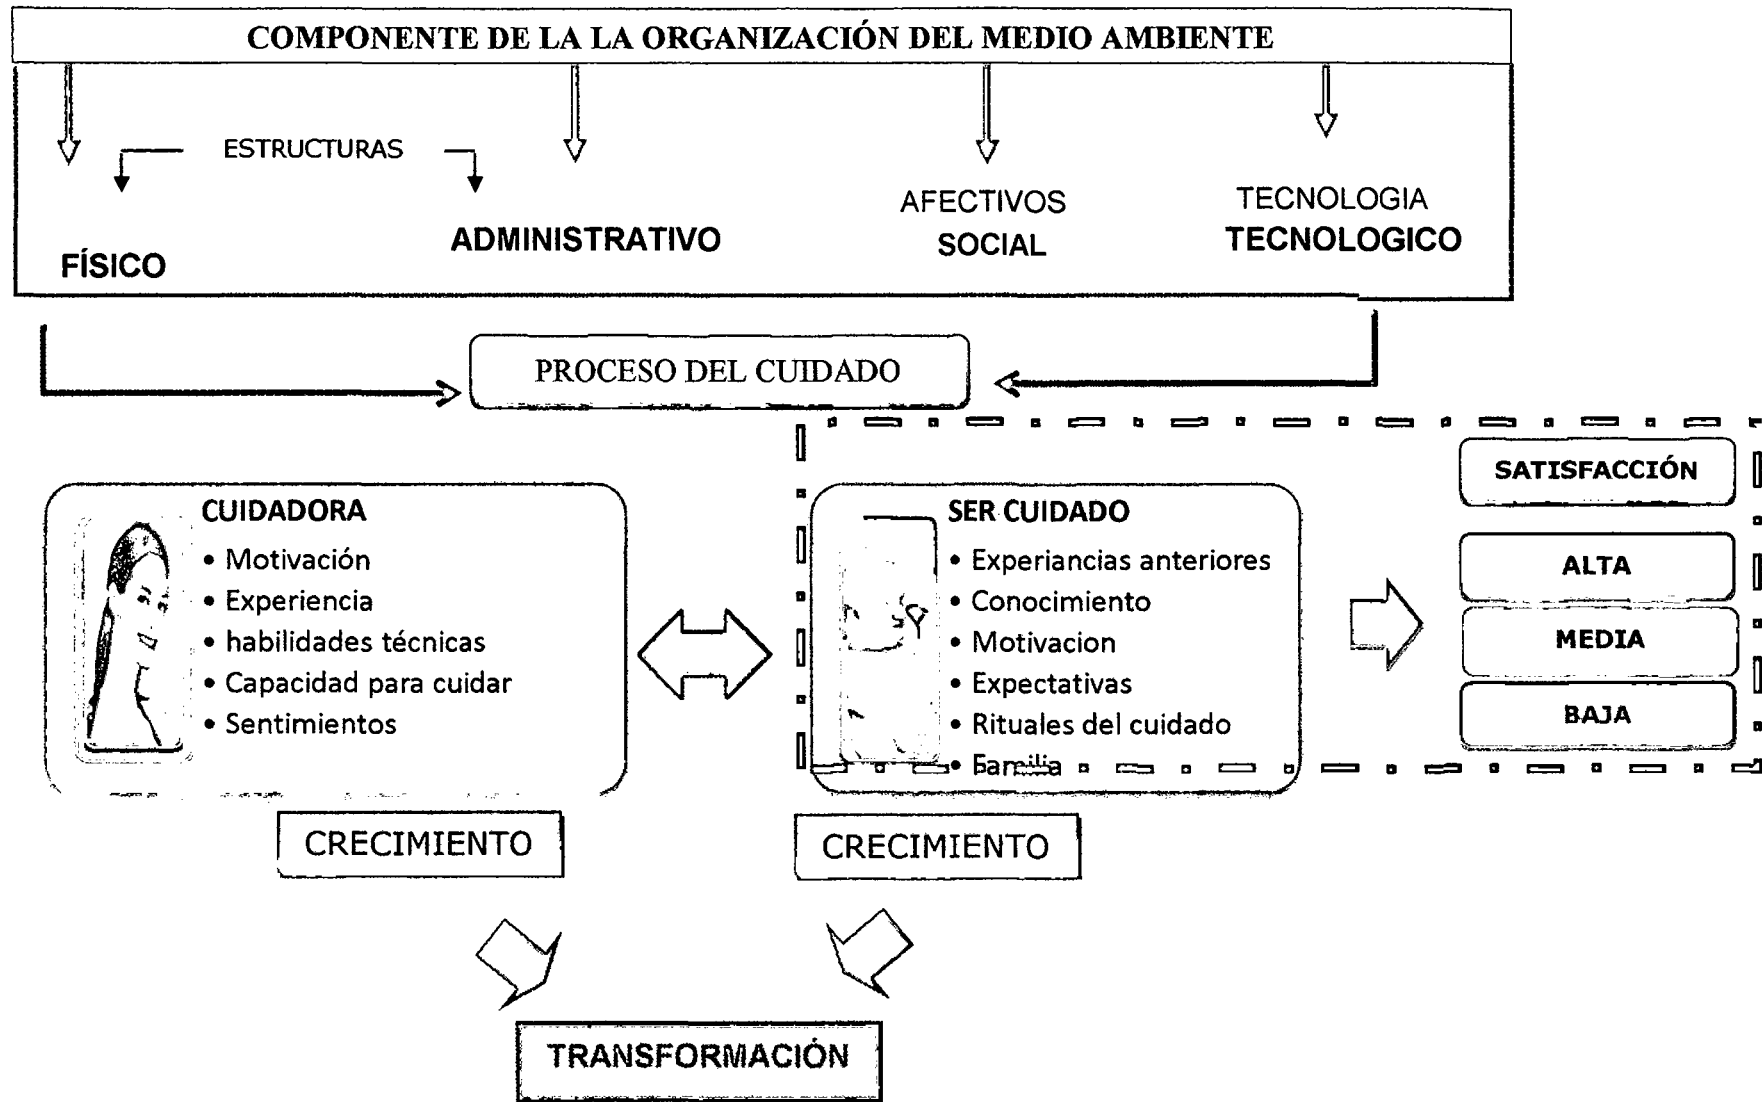 COMPONENTE DE LA LA ORGANIZACIÓN DEL MEDIO AMBIENTE
ESTRUCTURAS
FÍSICO
ADMINISTRATIVO
AFECTIVOS
SOCIAL
TECNOLOGIA
TECNOLOGICO
PROCESO DEL CUIDADO
CUIDADORA
• Motivación
• Experiencia
• habilidades técnicas
• Capacidad para cuidar
• Sentimientos
SER CUIDADO
• Experiancias anteriores
• Conocimiento
• Motivacion
• Expectativas
• Rituales del cuidado
• Familia
SATISFACCIÓN
ALTA
MEDIA
BAJA
CRECIMIENTO
CRECIMIENTO
TRANSFORMACIÓN